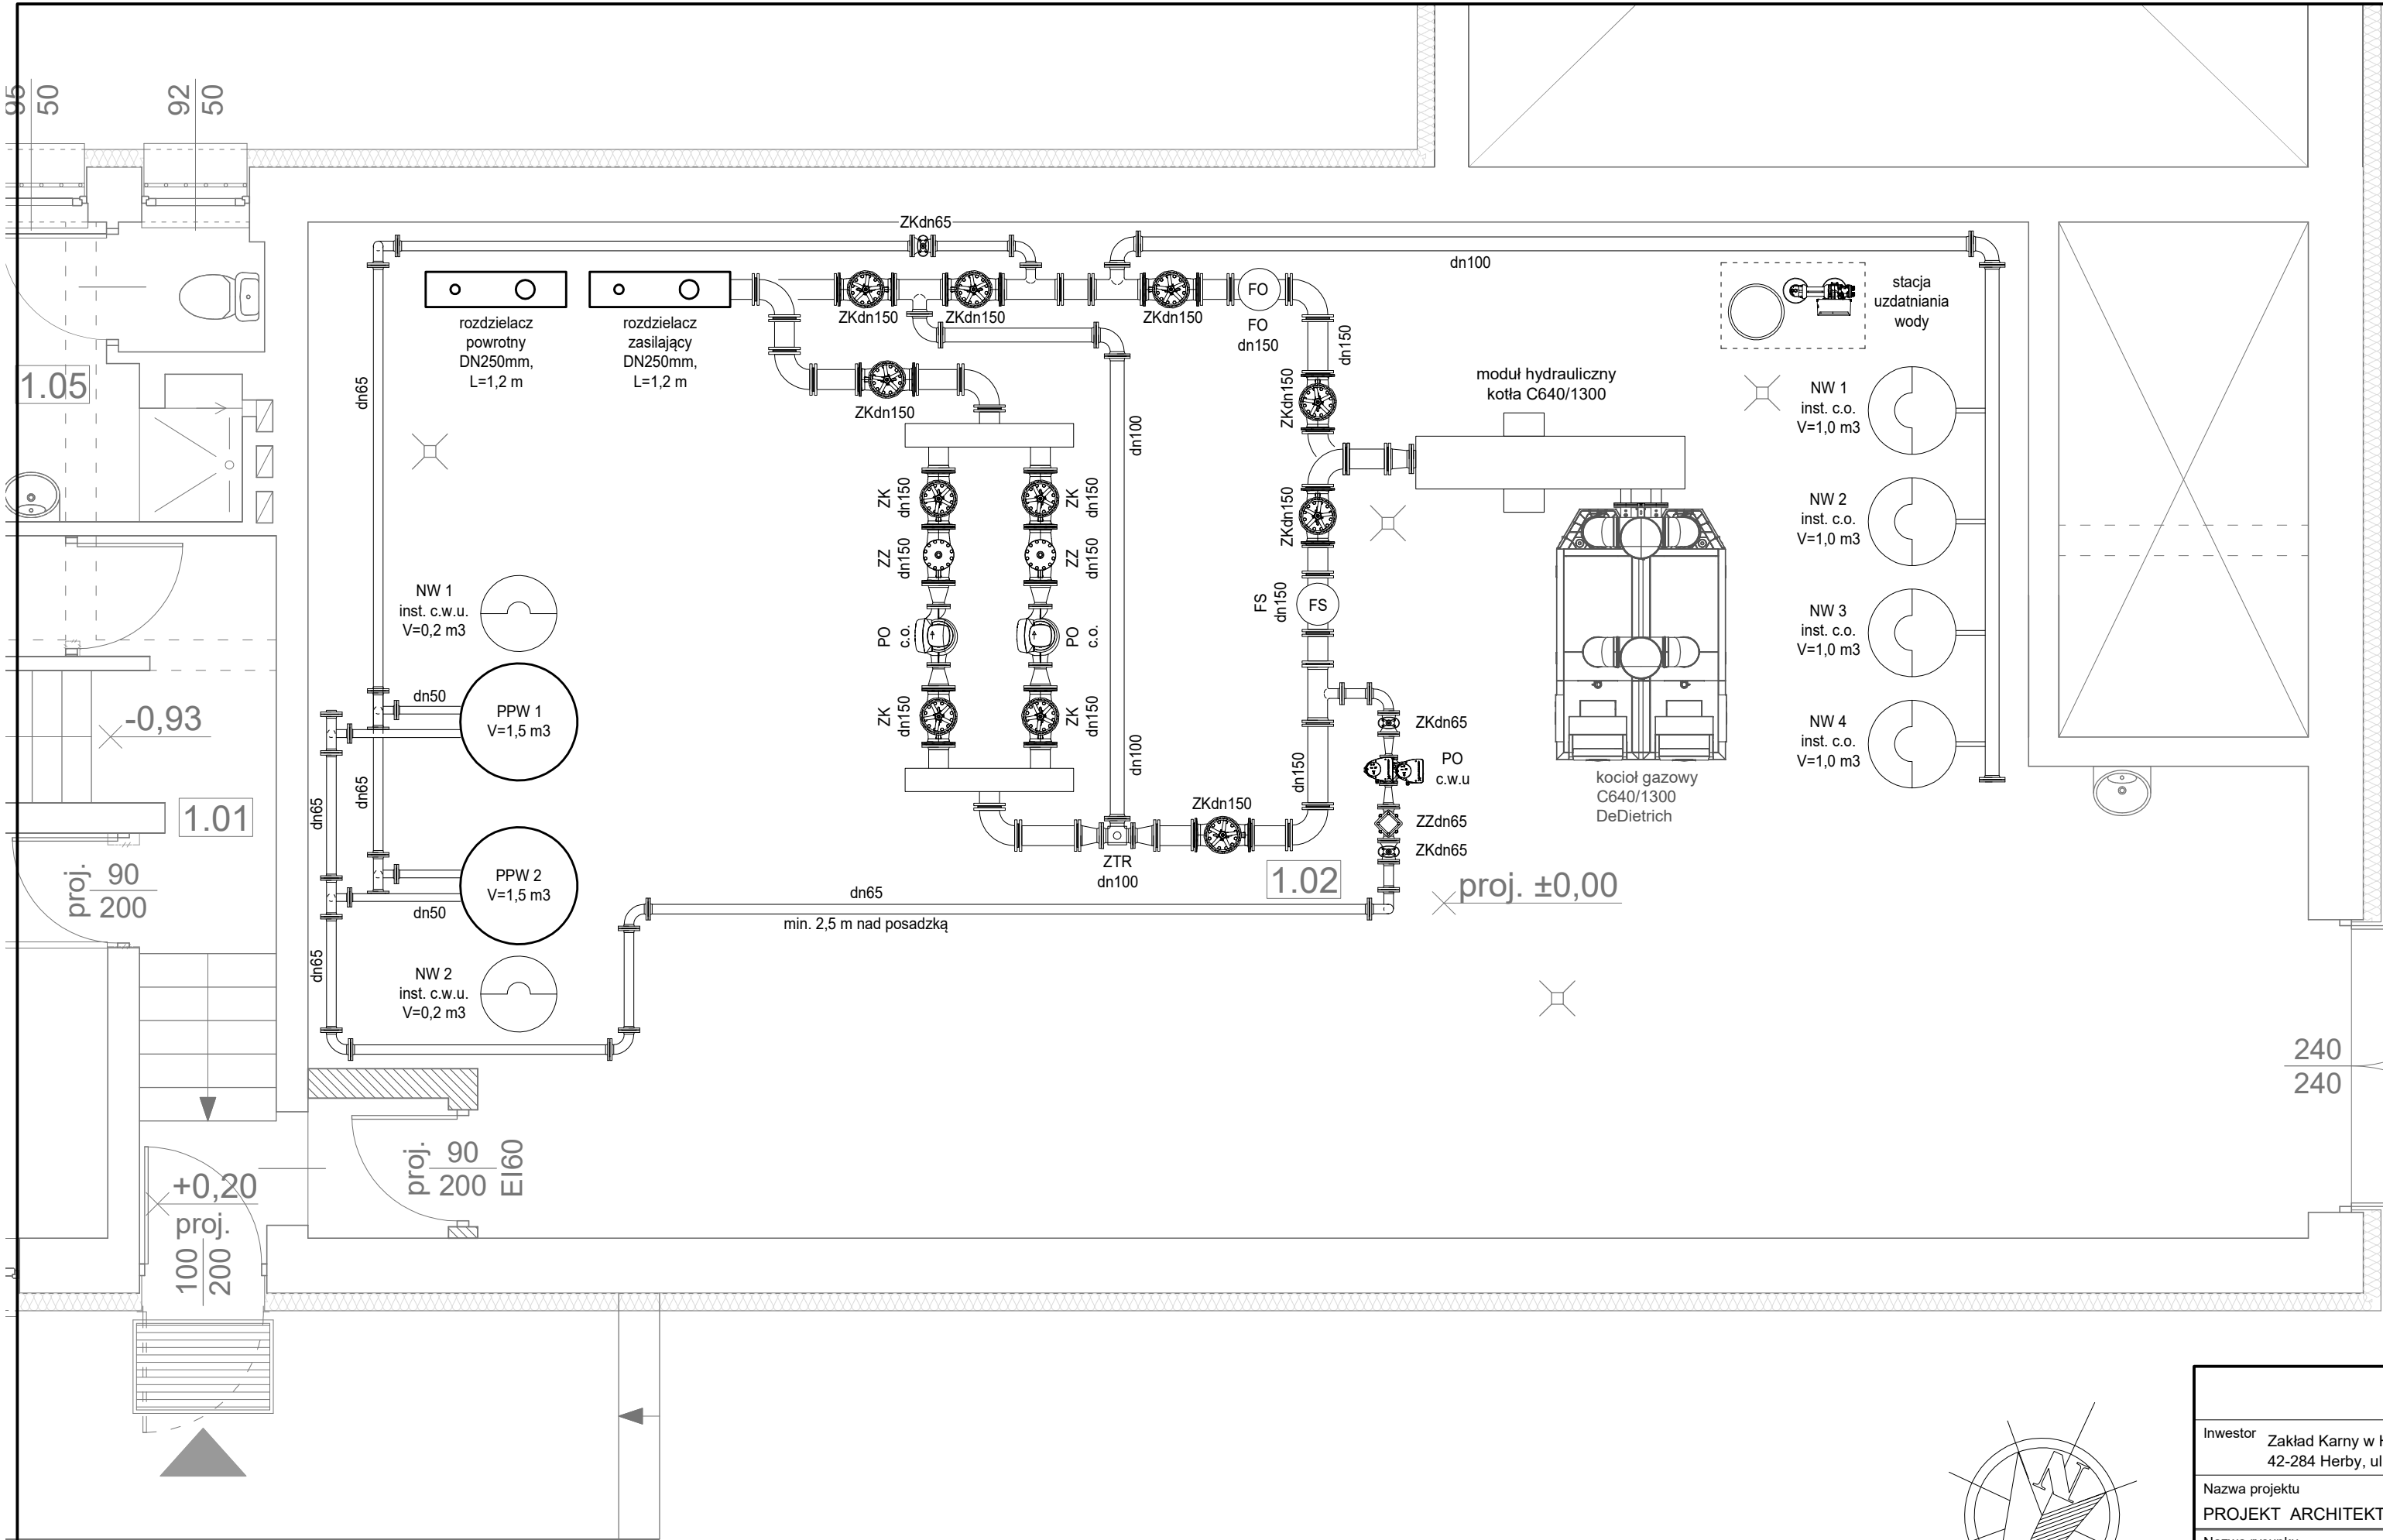 50
92
50
ZKdn65
dn100
rozdzielacz
powrotny
DN250mm,
L=1,2 m
rozdzielacz
zasilający
DN250mm,
L=1,2 m
ZKdn150
ZKdn150
ZKdn150
FO
FO
dn150
dn150
stacja
uzdatniania
wody
1.05
dn65
ZKdn150
ZKdn150
moduł hydrauliczny
kotła C640/1300
NW 1
inst. c.o.
V=1,0 m3
dn100
ZK
dn150
ZK
dn150
ZKdn150
NW 2
inst. c.o.
V=1,0 m3
ZZ
dn150
ZZ
dn150
NW 1
inst. c.w.u.
V=0,2 m3
FS
dn150
FS
NW 3
inst. c.o.
V=1,0 m3
PO
c.o.
PO
c.o.
dn50
PPW 1
V=1,5 m3
-0,93
ZK
dn150
ZK
dn150
ZKdn65
NW 4
inst. c.o.
V=1,0 m3
dn100
dn150
PO
c.w.u
kocioł gazowy
C640/1300
DeDietrich
dn65
dn65
1.01
ZKdn150
ZZdn65
ZKdn65
ZTR
dn100
1.02
proj. ±0,00
proj.
90
200
PPW 2
V=1,5 m3
dn50
dn65
min. 2,5 m nad posadzką
dn65
NW 2
inst. c.w.u.
V=0,2 m3
240
240
proj.
90
200
EI60
+0,20
proj.
100
200
N
Inwestor
Zakład Karny w
42-284 Herby, ul
Nazwa projektu
PROJEKT ARCHITEKT